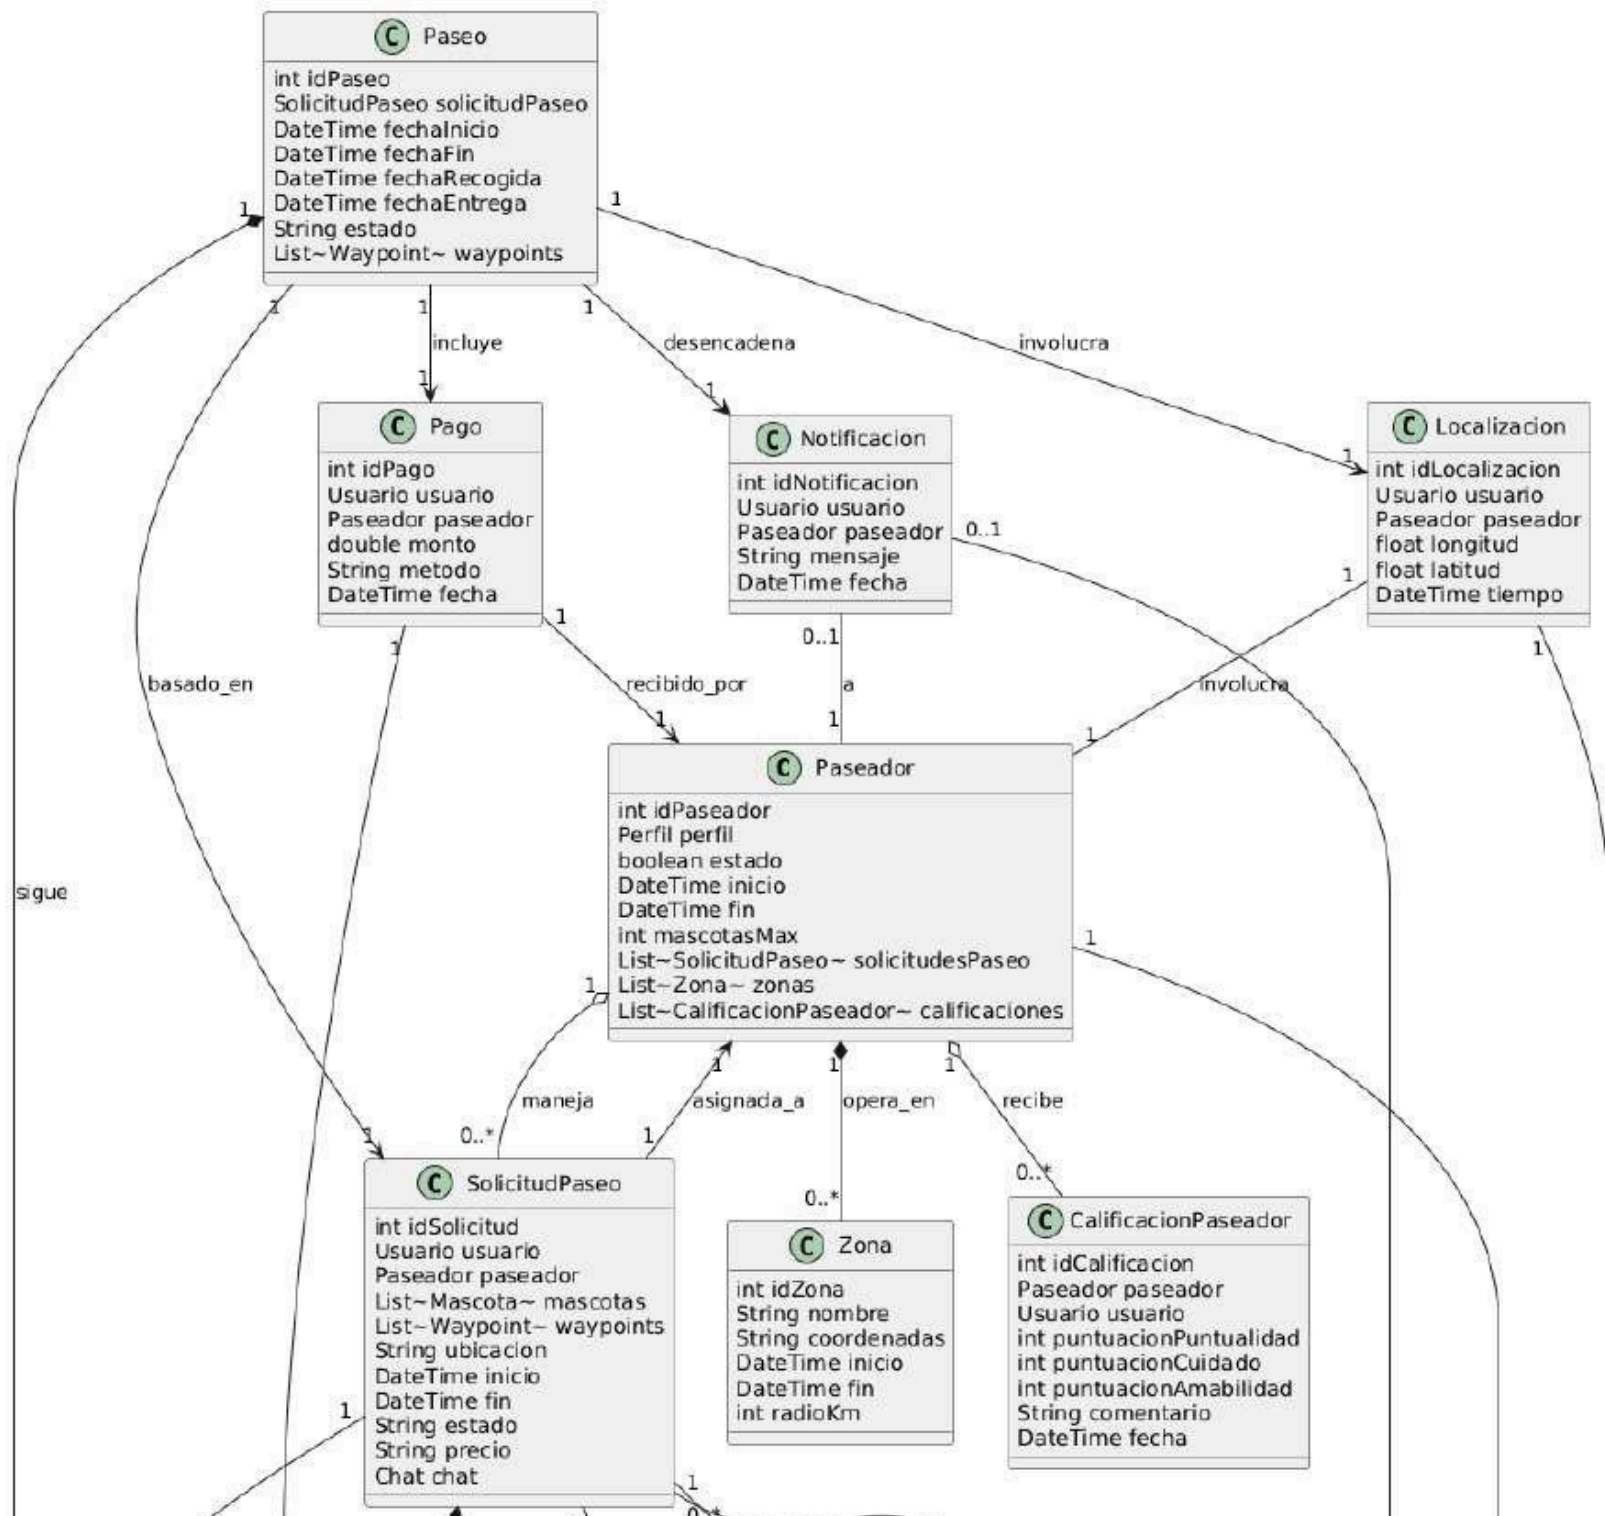 C Paseo
int idPaseo
SolicitudPaseo solicitudPaseo
DateTime fechaInicio
DateTime fechaFin
DateTime fechaRecogida
DateTime fechaEntrega
String estado
List~Waypoint~ waypoints
1
1
1
1
1
1
incluye
desencadena
involucra
1
1
1
C Pago
int idPago
Usuario usuario
Paseador paseador
double monto
String metodo
DateTime fecha
C Notificacion
int idNotificacion
Usuario usuario
Paseador paseador
String mensaje
DateTime fecha
0..1
C Localizacion
int idLocalizacion
Usuario usuario
Paseador paseador
float longitud
float latitud
DateTime tiempo
1
1
1
0..1
1
basado_en
recibido_por
a
involucra
1
1
1
sigue
C Paseador
int idPaseador
Perfil perfil
boolean estado
DateTime inicio
DateTime fin
int mascotasMax
List~SolicitudPaseo~ solicitudesPaseo
List~Zona~ zonas
List~CalificacionPaseador~ calificaciones
1
1
1
1
1
maneja
asignada_a
opera_en
recibe
1
0..*
1
0..*
0..*
C SolicitudPaseo
int idSolicitud
Usuario usuario
Paseador paseador
List~Mascota~ mascotas
List~Waypoint~ waypoints
String ubicacion
DateTime inicio
DateTime fin
String estado
String precio
Chat chat
C Zona
int idZona
String nombre
String coordenadas
DateTime inicio
DateTime fin
int radioKm
C CalificacionPaseador
int idCalificacion
Paseador paseador
Usuario usuario
int puntuacionPuntualidad
int puntuacionCuidado
int puntuacionAmabilidad
String comentario
DateTime fecha
1
1